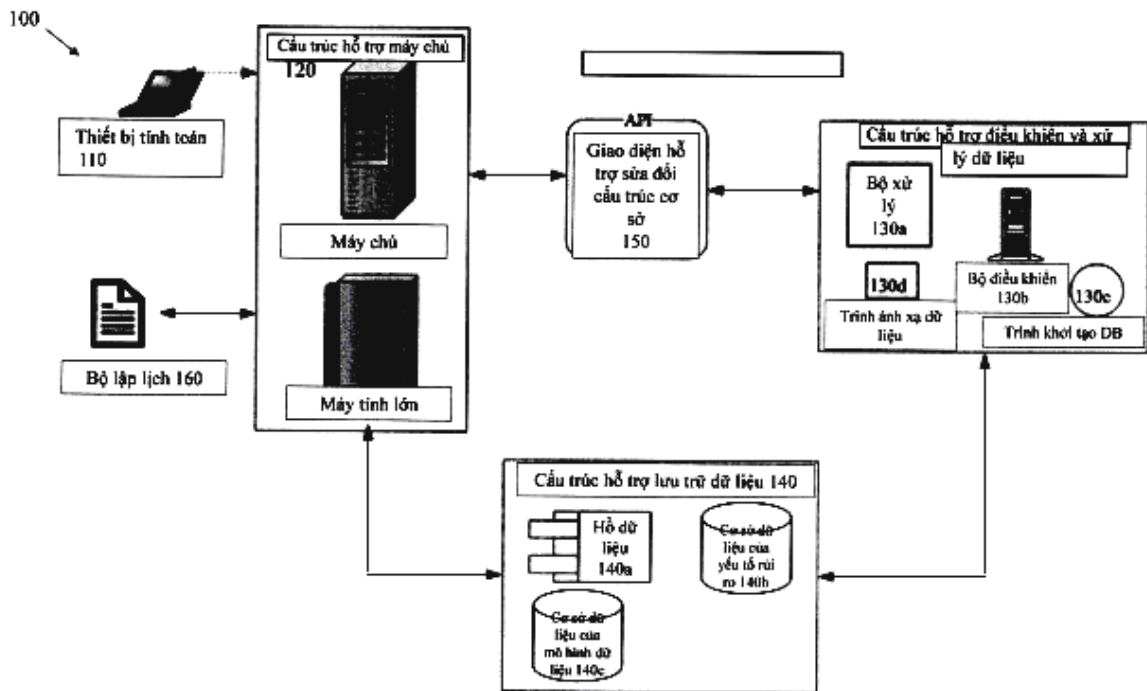 100
Cấu trúc hỗ trợ máy chủ
120
Thiết bị tính toán
110
Máy chủ
Bộ lập lịch 160
Máy tính lớn
API
Giao diện hỗ
trợ sửa đổi
cấu trúc cơ
sở
150
Cấu trúc hỗ trợ điều khiển và xử
lý dữ liệu
Bộ xử
lý
130a
130d
Trình ánh xạ dữ
liệu
Bộ điều khiển
130b
130c
Trình khởi tạo DB
Cấu trúc hỗ trợ lưu trữ dữ liệu 140
Hồ dữ
liệu
140a
Cơ sở dữ
liệu của
yếu tố rủi
ro 140b
Cơ sở dữ
liệu của
mô hình dữ
liệu 140c